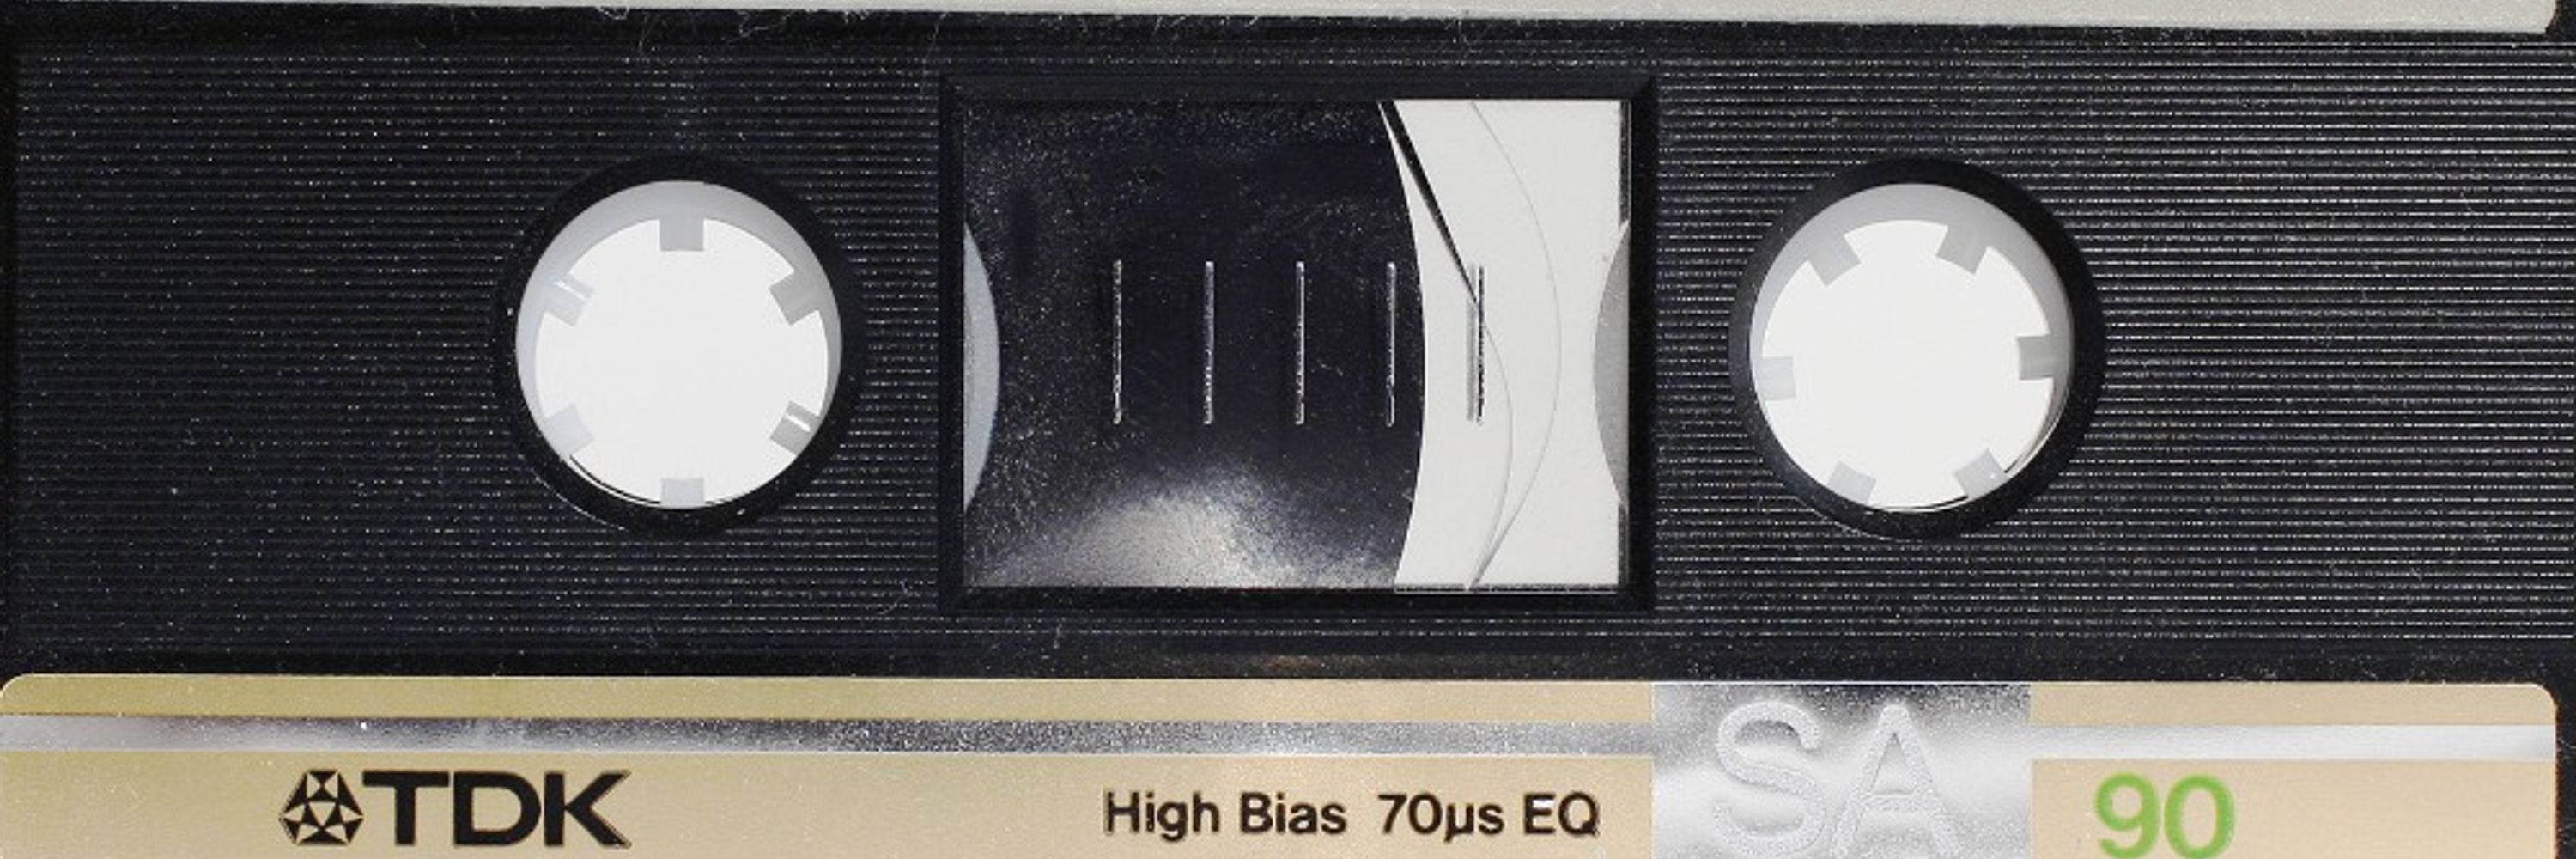 TDK High Bias 70µs EQ SA 90